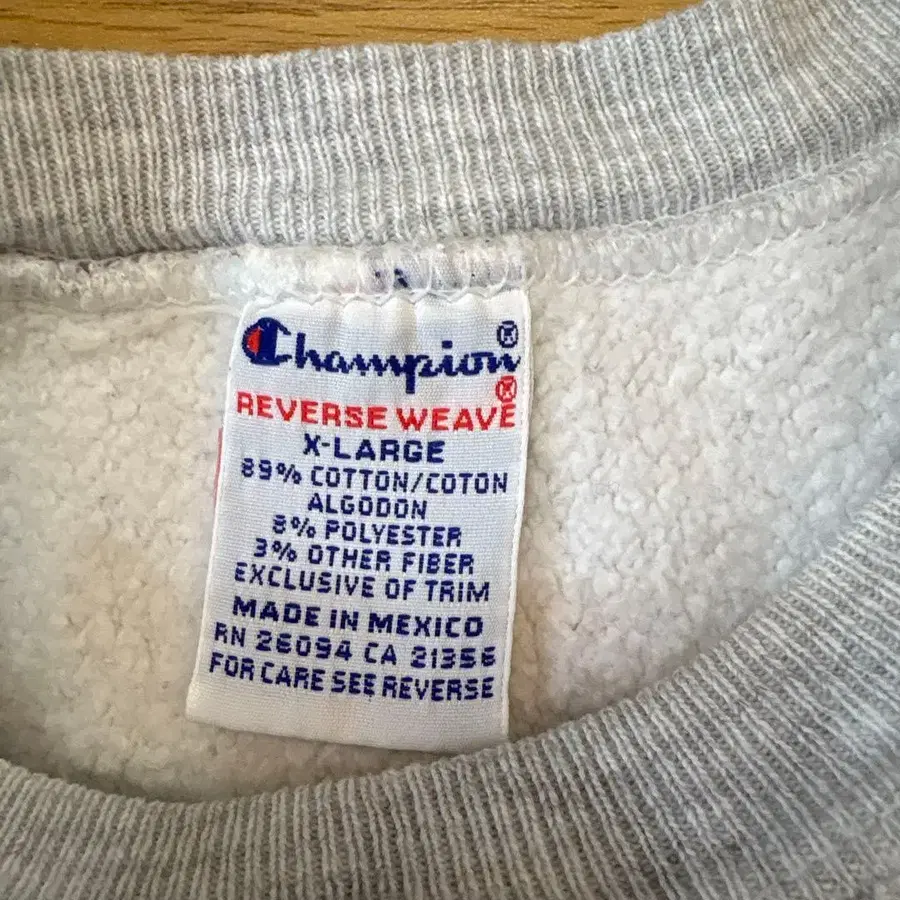 Champion®
REVERSE WEAVE®
X-LARGE
89% COTTON/COTON
ALGODON
8% POLYESTER
3% OTHER FIBER
EXCLUSIVE OF TRIM
MADE IN MEXICO
RN 26094 CA 21356
FOR CARE SEE REVERSE